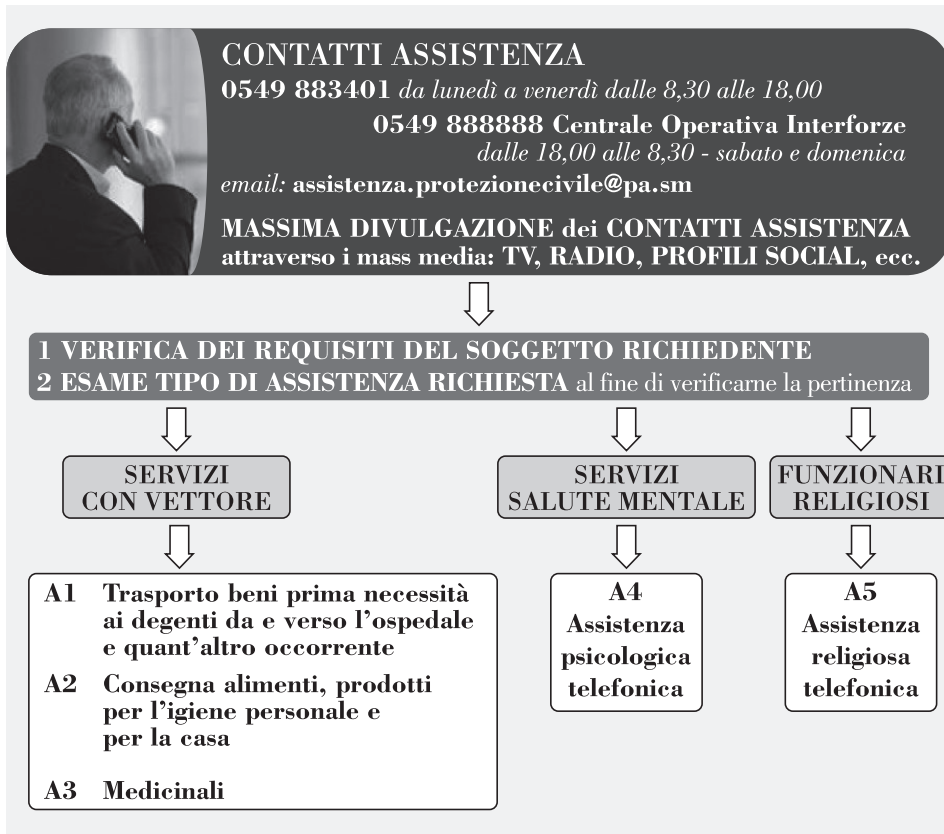 CONTATTI ASSISTENZA
0549 883401 da lunedì a venerdì dalle 8,30 alle 18,00
0549 888888 Centrale Operativa Interforze
dalle 18,00 alle 8,30 - sabato e domenica
email: assistenza.protezionecivile@pa.sm
MASSIMA DIVULGAZIONE dei CONTATTI ASSISTENZA
attraverso i mass media: TV, RADIO, PROFILI SOCIAL, ecc.
1 VERIFICA DEI REQUISITI DEL SOGGETTO RICHIEDENTE
2 ESAME TIPO DI ASSISTENZA RICHIESTA al fine di verificarne la pertinenza
SERVIZI
CON VETTORE
A1 Trasporto beni prima necessità
ai degenti da e verso l'ospedale
e quant'altro occorrente
A2 Consegna alimenti, prodotti
per l'igiene personale e
per la casa
A3 Medicinali
SERVIZI
SALUTE MENTALE
A4
Assistenza
psicologica
telefonica
FUNZIONARI
RELIGIOSI
A5
Assistenza
religiosa
telefonica